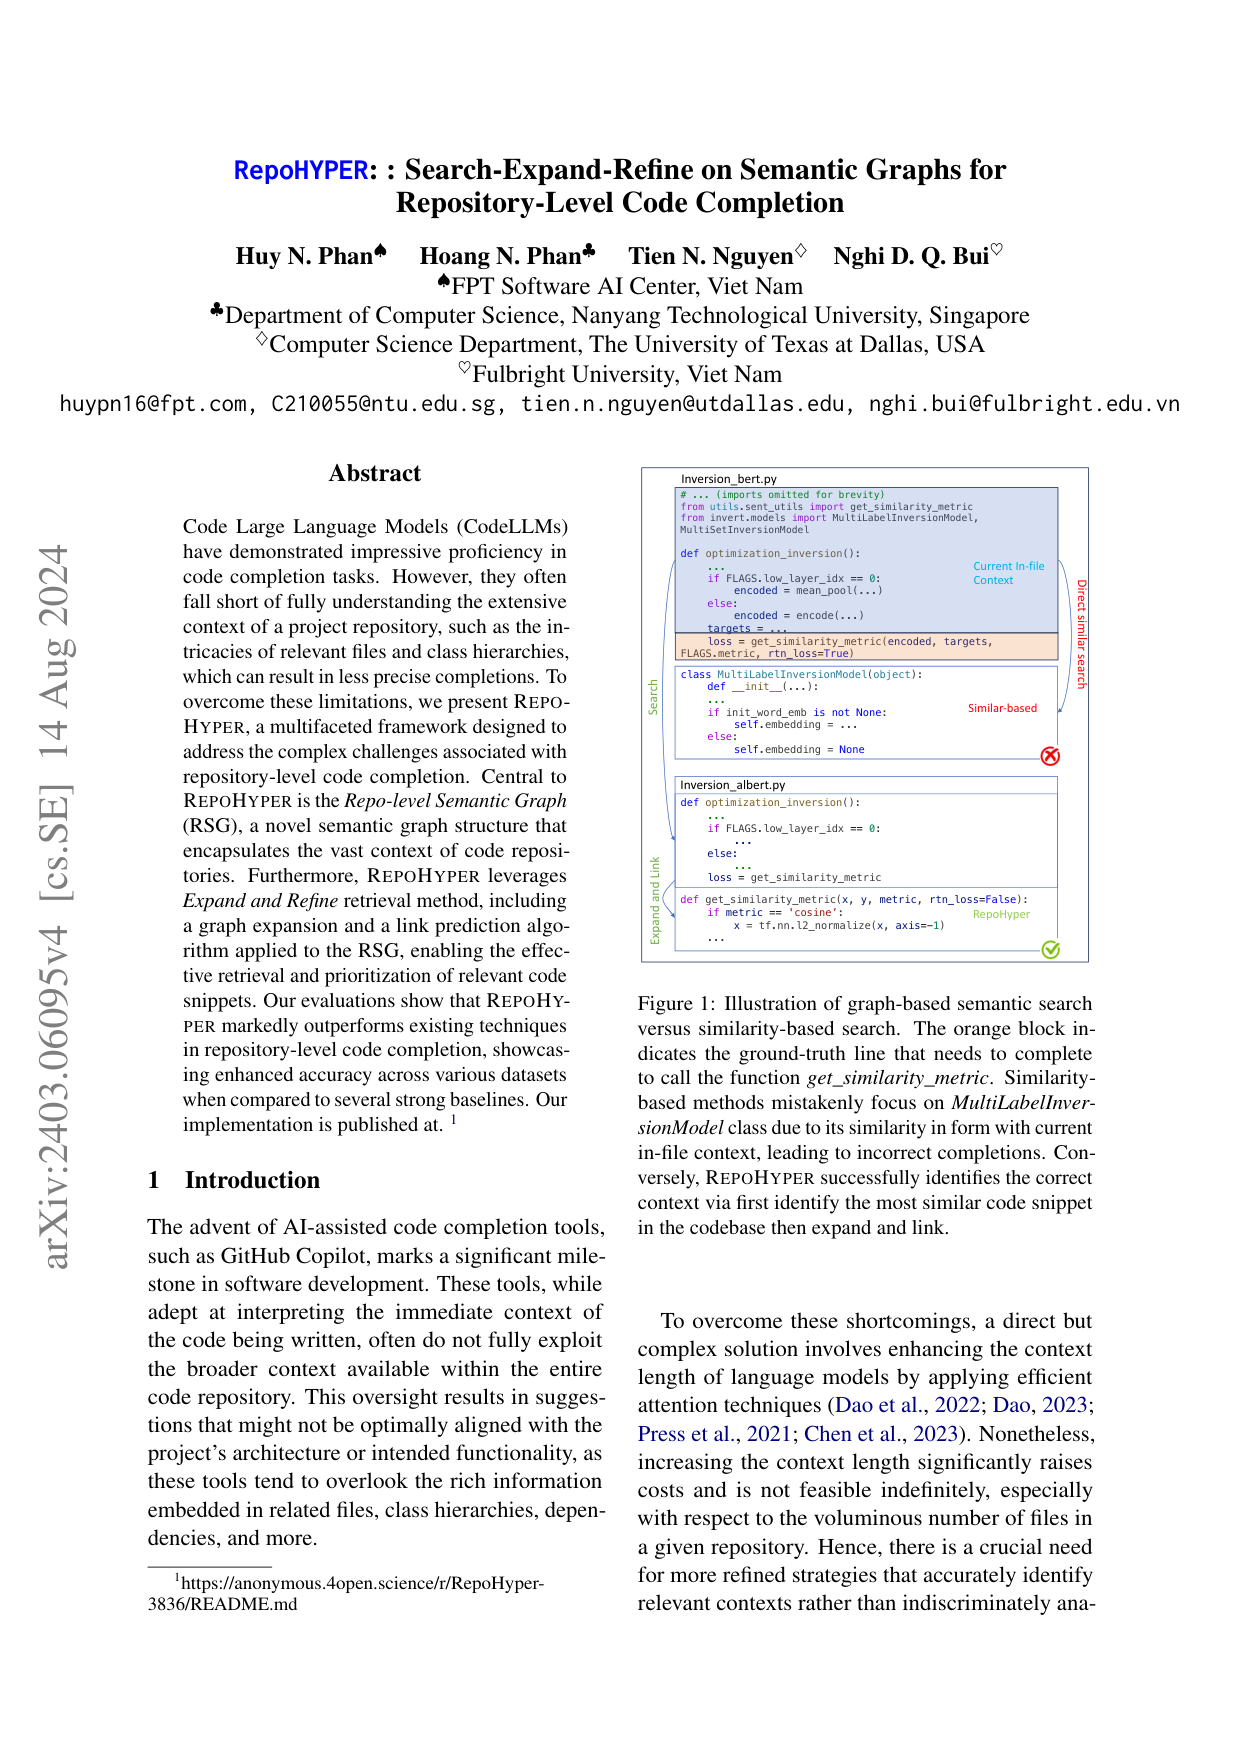 RepoHYPER: : Search-Expand-Refine on Semantic Graphs for
Repository-Level Code Completion
Huy N. Phan♠ Hoang N. Phan♣ Tien N. Nguyen♢ Nghi D. Q. Bui♡
♠FPT Software AI Center, Viet Nam
♣Department of Computer Science, Nanyang Technological University, Singapore
♢Computer Science Department, The University of Texas at Dallas, USA
♡Fulbright University, Viet Nam
huypn16@fpt.com, C210055@ntu.edu.sg, tien.n.nguyen@utdallas.edu, nghi.bui@fulbright.edu.vn
arXiv:2403.06095v4 [cs.SE] 14 Aug 2024
Abstract
Code Large Language Models (CodeLLMs)
have demonstrated impressive proficiency in
code completion tasks. However, they often
fall short of fully understanding the extensive
context of a project repository, such as the in-
tricacies of relevant files and class hierarchies,
which can result in less precise completions. To
overcome these limitations, we present REPO-
HYPER, a multifaceted framework designed to
address the complex challenges associated with
repository-level code completion. Central to
REPOHYPER is the Repo-level Semantic Graph
(RSG), a novel semantic graph structure that
encapsulates the vast context of code reposi-
tories. Furthermore, REPOHYPER leverages
Expand and Refine retrieval method, including
a graph expansion and a link prediction algo-
rithm applied to the RSG, enabling the effec-
tive retrieval and prioritization of relevant code
snippets. Our evaluations show that REPOHY-
PER markedly outperforms existing techniques
in repository-level code completion, showcas-
ing enhanced accuracy across various datasets
when compared to several strong baselines. Our
implementation is published at. 1
1 Introduction
The advent of AI-assisted code completion tools,
such as GitHub Copilot, marks a significant mile-
stone in software development. These tools, while
adept at interpreting the immediate context of
the code being written, often do not fully exploit
the broader context available within the entire
code repository. This oversight results in sugges-
tions that might not be optimally aligned with the
project's architecture or intended functionality, as
these tools tend to overlook the rich information
embedded in related files, class hierarchies, depen-
dencies, and more.
1https://anonymous.4open.science/r/RepoHyper-
3836/README.md
Inversion_bert.py
# ... (imports omitted for brevity)
from utils.sent_utils import get_similarity_metric
from invert.models import MultiLabelInversionModel,
MultiSetInversionModel
def optimization_inversion():
...
if FLAGS.low_layer_idx == 0:
encoded = mean_pool(...)
else:
encoded = encode(...)
targets = ...
Current In-file
Context
loss = get_similarity_metric(encoded, targets,
FLAGS.metric, rtn_loss=True)
Direct similar search
class MultiLabelInversionModel(object):
def __init__(...):
...
if init_word_emb is not None:
self.embedding = ...
else:
self.embedding = None
Similar-based
Search
Inversion_albert.py
def optimization_inversion():
...
if FLAGS.low_layer_idx == 0:
...
else:
...
loss = get_similarity_metric
Expand and Link
def get_similarity_metric(x, y, metric, rtn_loss=False):
if metric == 'cosine':
x = tf.nn.l2_normalize(x, axis=-1)
...
RepoHyper
Figure 1: Illustration of graph-based semantic search
versus similarity-based search. The orange block in-
dicates the ground-truth line that needs to complete
to call the function get_similarity_metric. Similarity-
based methods mistakenly focus on MultiLabelInver-
sionModel class due to its similarity in form with current
in-file context, leading to incorrect completions. Con-
versely, REPOHYPER successfully identifies the correct
context via first identify the most similar code snippet
in the codebase then expand and link.
To overcome these shortcomings, a direct but
complex solution involves enhancing the context
length of language models by applying efficient
attention techniques (Dao et al., 2022; Dao, 2023;
Press et al., 2021; Chen et al., 2023). Nonetheless,
increasing the context length significantly raises
costs and is not feasible indefinitely, especially
with respect to the voluminous number of files in
a given repository. Hence, there is a crucial need
for more refined strategies that accurately identify
relevant contexts rather than indiscriminately ana-